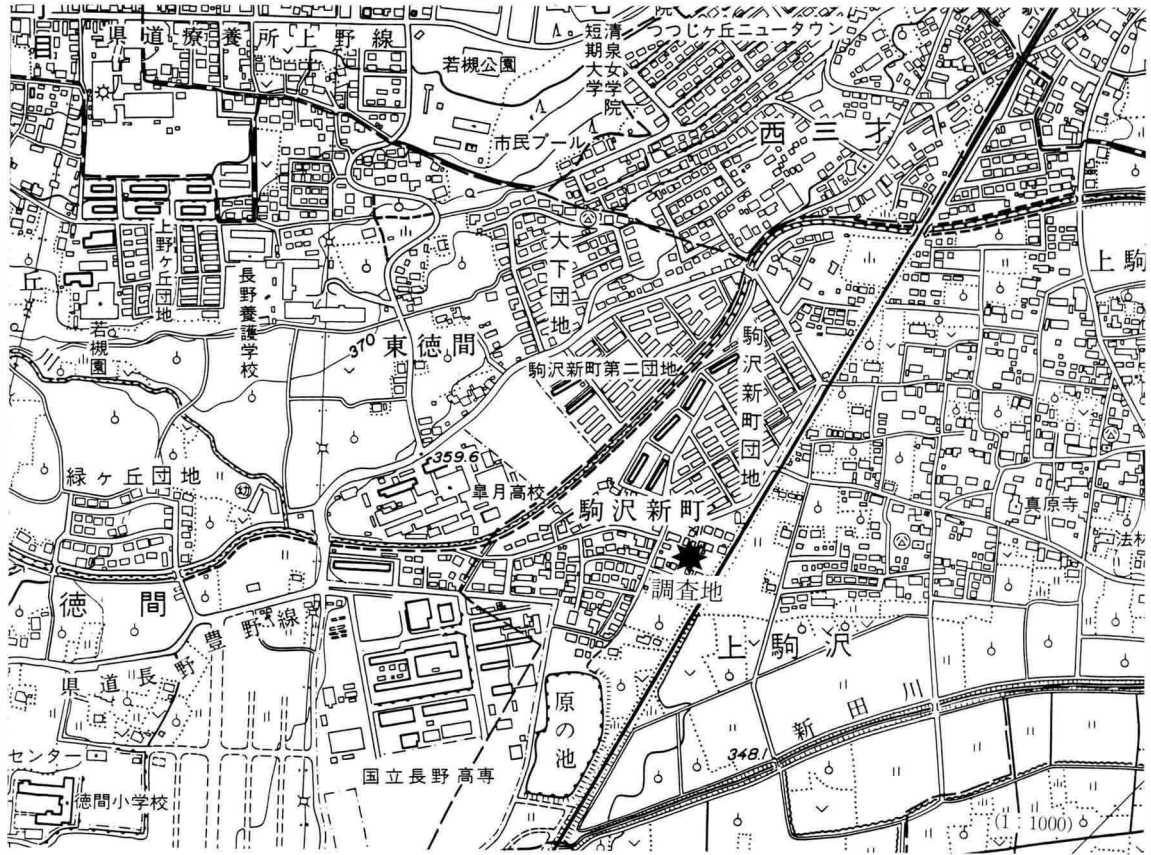 県道療養所上野線
若槻公園
清泉女学院
短期大学
つつじヶ丘ニュータウン
市民プール
西三才
上野ヶ丘団地
長野養護学校
大下団地
上駒
丘
若槻園
370
東徳間
駒沢新町第二団地
駒沢新町団地
359.6
緑ヶ丘団地
幼
皐月高校
駒沢新町
真原寺
調査地
徳間
県道長野豊野線
上駒沢
原の池
新田川
348.1
センター
国立長野高専
徳間小学校
(1:1000)